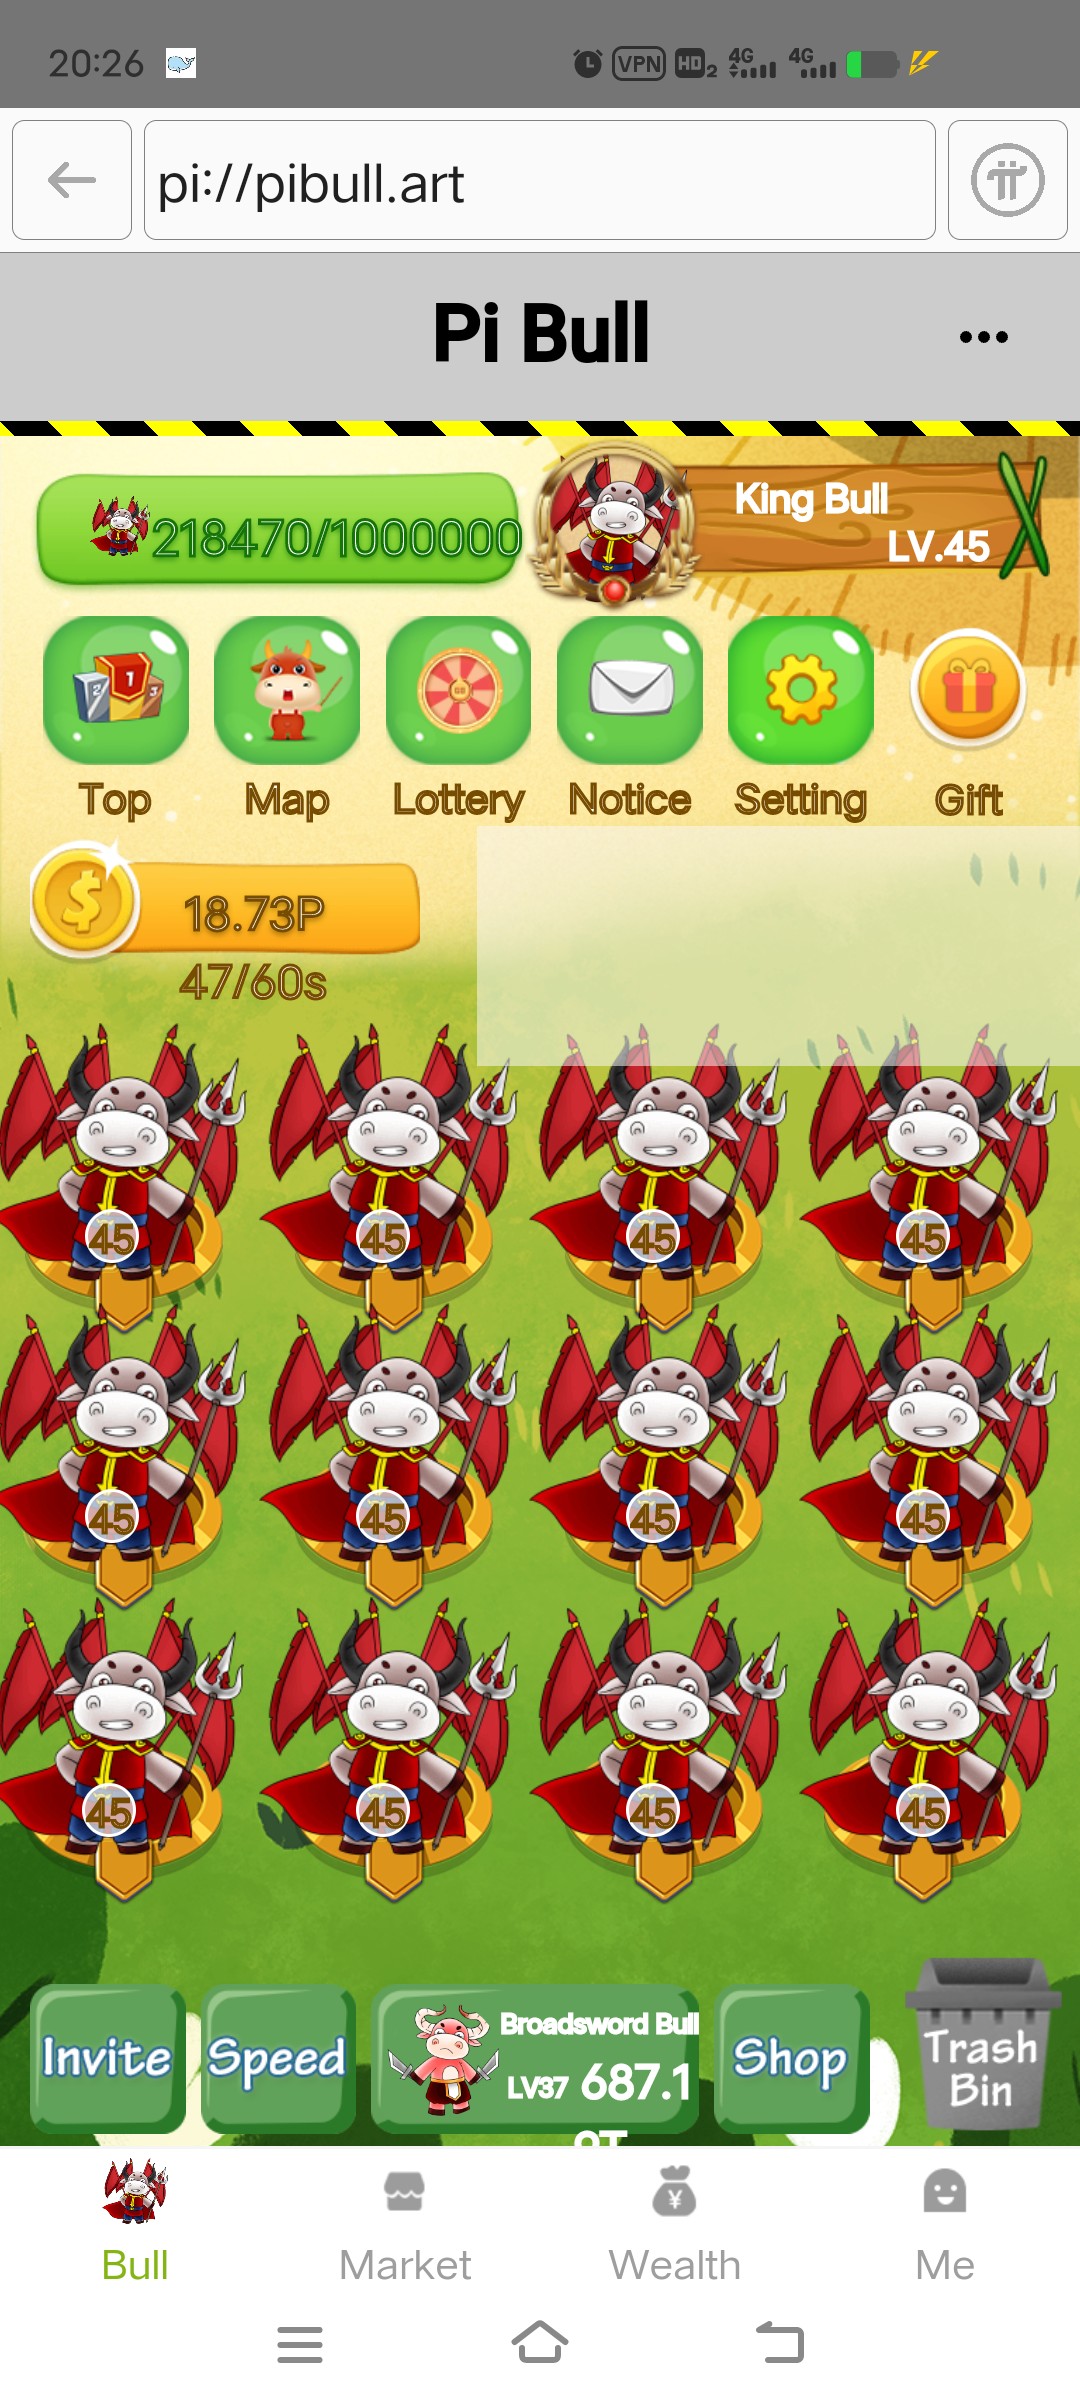 20:26 VPN HD 2 4G 4G
pi://pibull.art
Pi Bull
218470/1000000
King Bull
LV.45
Top Map Lottery Notice Setting Gift
18.73P
47/60s
45 45 45 45
45 45 45 45
45 45 45 45
Invite Speed Broadsword Bull
LV37 687.1
Shop Trash
Bin
Bull Market Wealth Me